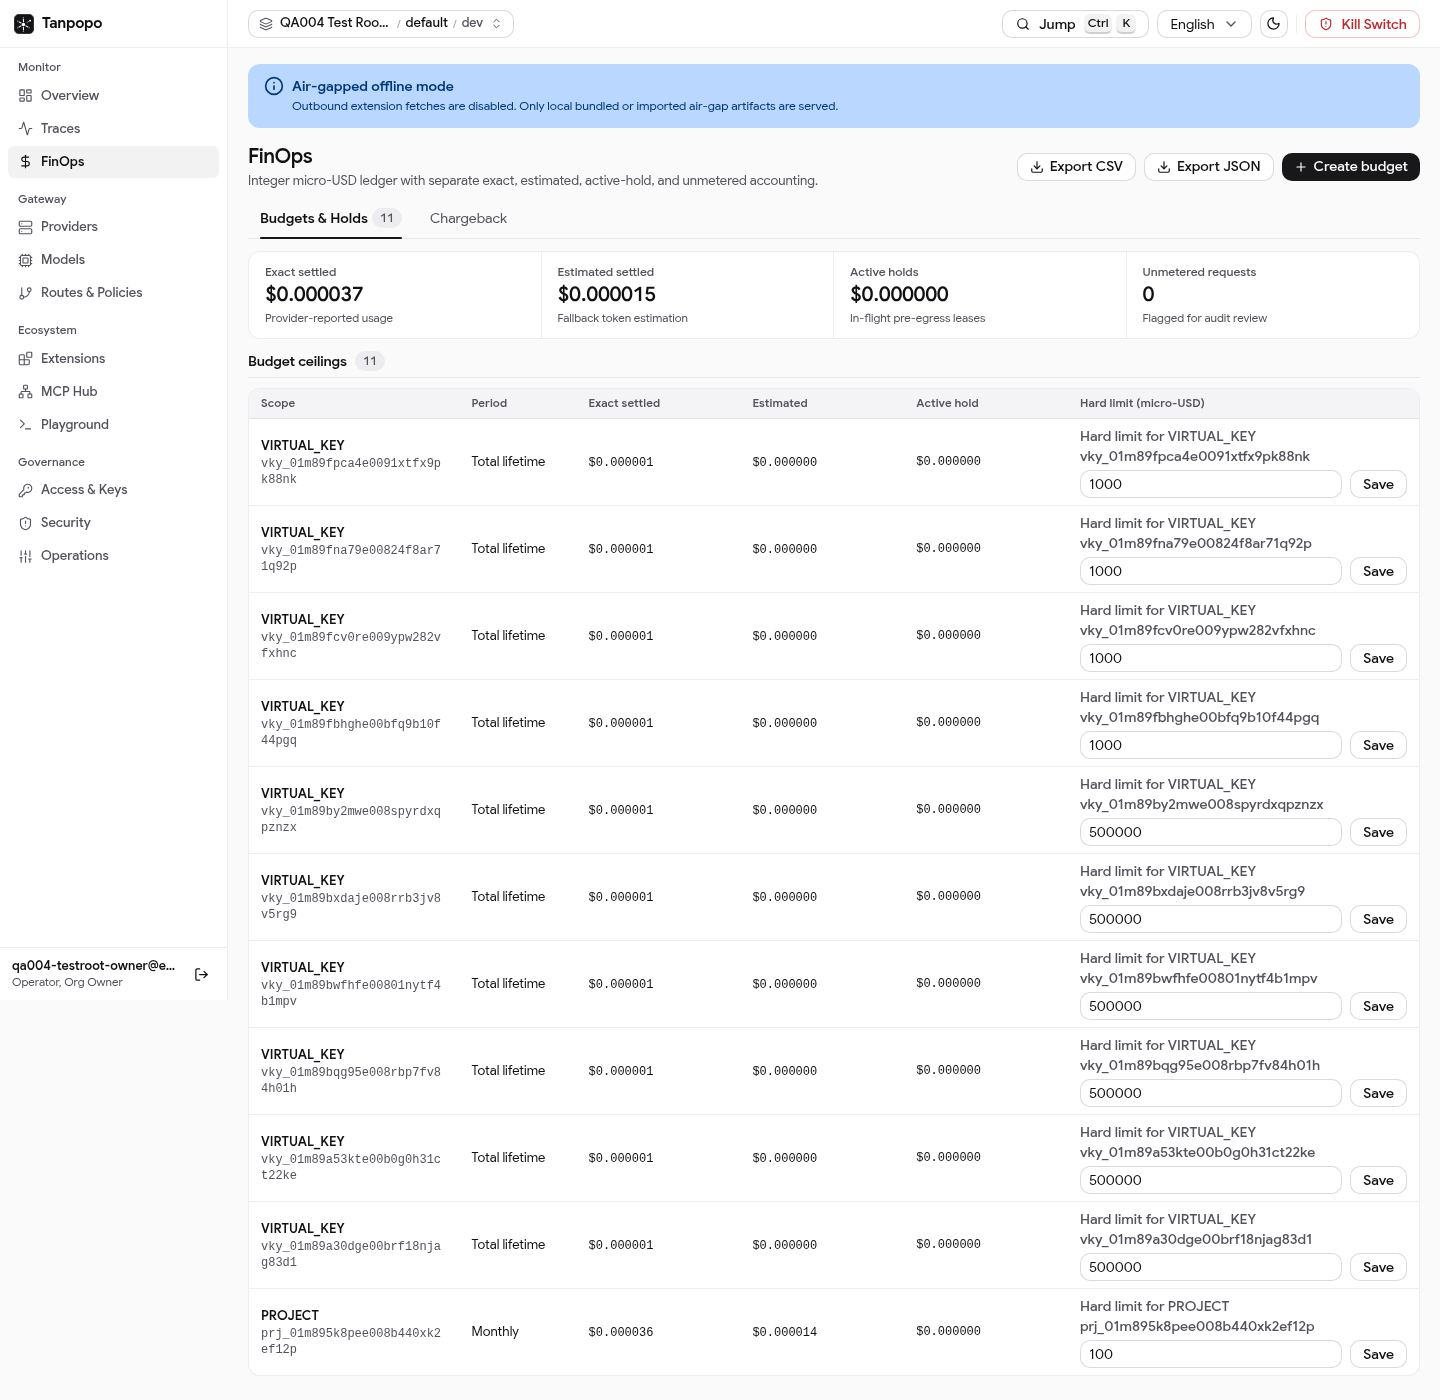 Tanpopo
QA004 Test Roo... / default / dev
Jump Ctrl K
English
Kill Switch
Monitor
Overview
Traces
FinOps
Gateway
Providers
Models
Routes & Policies
Ecosystem
Extensions
MCP Hub
Playground
Governance
Access & Keys
Security
Operations
qa004-testroot-owner@e...
Operator, Org Owner
Air-gapped offline mode
Outbound extension fetches are disabled. Only local bundled or imported air-gap artifacts are served.
FinOps
Integer micro-USD ledger with separate exact, estimated, active-hold, and unmetered accounting.
Export CSV
Export JSON
Create budget
Budgets & Holds 11
Chargeback
Exact settled
$0.000037
Provider-reported usage
Estimated settled
$0.000015
Fallback token estimation
Active holds
$0.000000
In-flight pre-egress leases
Unmetered requests
0
Flagged for audit review
Budget ceilings 11
Scope Period Exact settled Estimated Active hold Hard limit (micro-USD)
VIRTUAL_KEY
vky_01m89fpca4e0091xtfx9p
k88nk
Total lifetime $0.000001 $0.000000 $0.000000
Hard limit for VIRTUAL_KEY
vky_01m89fpca4e0091xtfx9pk88nk
1000 Save
VIRTUAL_KEY
vky_01m89fna79e00824f8ar7
1q92p
Total lifetime $0.000001 $0.000000 $0.000000
Hard limit for VIRTUAL_KEY
vky_01m89fna79e00824f8ar71q92p
1000 Save
VIRTUAL_KEY
vky_01m89fcv0re009ypw282v
fxhnc
Total lifetime $0.000001 $0.000000 $0.000000
Hard limit for VIRTUAL_KEY
vky_01m89fcv0re009ypw282vfxhnc
1000 Save
VIRTUAL_KEY
vky_01m89fbhghe00bfq9b10f
44pgq
Total lifetime $0.000001 $0.000000 $0.000000
Hard limit for VIRTUAL_KEY
vky_01m89fbhghe00bfq9b10f44pgq
1000 Save
VIRTUAL_KEY
vky_01m89by2mwe008spyrdxq
pznzx
Total lifetime $0.000001 $0.000000 $0.000000
Hard limit for VIRTUAL_KEY
vky_01m89by2mwe008spyrdxqpznzx
500000 Save
VIRTUAL_KEY
vky_01m89bxdaje008rrb3jv8
v5rg9
Total lifetime $0.000001 $0.000000 $0.000000
Hard limit for VIRTUAL_KEY
vky_01m89bxdaje008rrb3jv8v5rg9
500000 Save
VIRTUAL_KEY
vky_01m89bwfhfe00801nytf4
b1mpv
Total lifetime $0.000001 $0.000000 $0.000000
Hard limit for VIRTUAL_KEY
vky_01m89bwfhfe00801nytf4b1mpv
500000 Save
VIRTUAL_KEY
vky_01m89bqg95e008rbp7fv8
4h01h
Total lifetime $0.000001 $0.000000 $0.000000
Hard limit for VIRTUAL_KEY
vky_01m89bqg95e008rbp7fv84h01h
500000 Save
VIRTUAL_KEY
vky_01m89a53kte00b0g0h31c
t22ke
Total lifetime $0.000001 $0.000000 $0.000000
Hard limit for VIRTUAL_KEY
vky_01m89a53kte00b0g0h31ct22ke
500000 Save
VIRTUAL_KEY
vky_01m89a30dge00brf18nja
g83d1
Total lifetime $0.000001 $0.000000 $0.000000
Hard limit for VIRTUAL_KEY
vky_01m89a30dge00brf18njag83d1
500000 Save
PROJECT
prj_01m895k8pee008b440xk2
ef12p
Monthly $0.000036 $0.000014 $0.000000
Hard limit for PROJECT
prj_01m895k8pee008b440xk2ef12p
100 Save